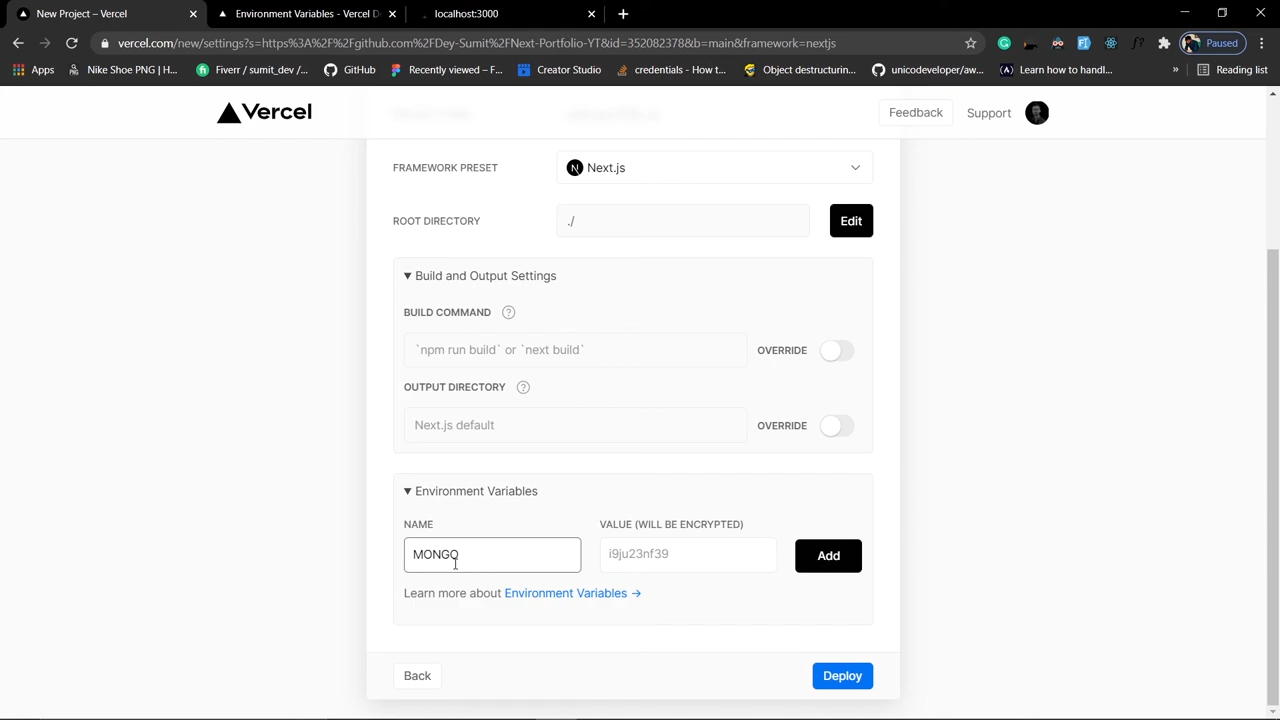 New Project – Vercel
Environment Variables - Vercel D
localhost:3000
vercel.com/new/settings?s=https%3A%2F%2Fgithub.com%2FDey-Sumit%2FNext-Portfolio-YT&id=352082378&b=main&framework=nextjs
Paused
Apps
Nike Shoe PNG | H...
Fiverr / sumit_dev /...
GitHub
Recently viewed – F...
Creator Studio
credentials - How t...
Object destructurin...
unicodeveloper/aw...
Learn how to handl...
»
Reading list
Vercel
Feedback
Support
FRAMEWORK PRESET
Next.js
ROOT DIRECTORY
./
Edit
Build and Output Settings
BUILD COMMAND
`npm run build` or `next build`
OVERRIDE
OUTPUT DIRECTORY
Next.js default
OVERRIDE
Environment Variables
NAME
VALUE (WILL BE ENCRYPTED)
MONGO
i9ju23nf39
Add
Learn more about Environment Variables →
Back
Deploy